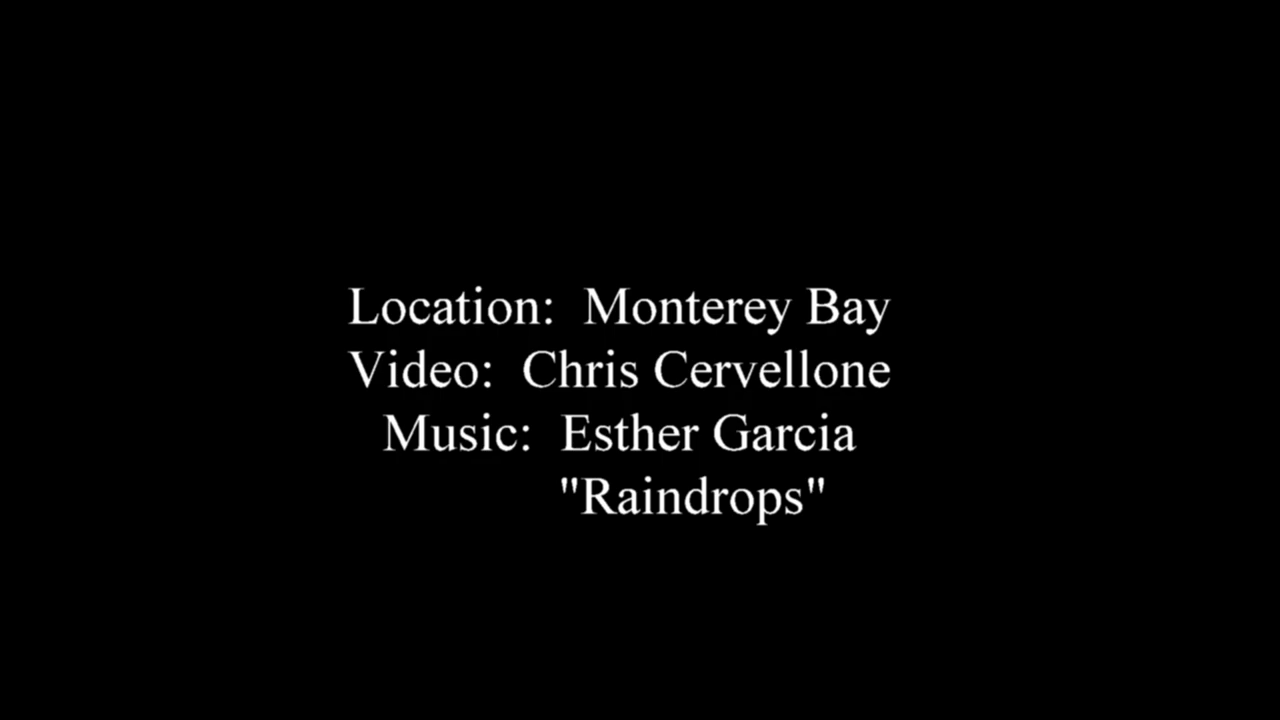 Location:  Monterey Bay
Video:  Chris Cervellone
Music:  Esther Garcia
"Raindrops"